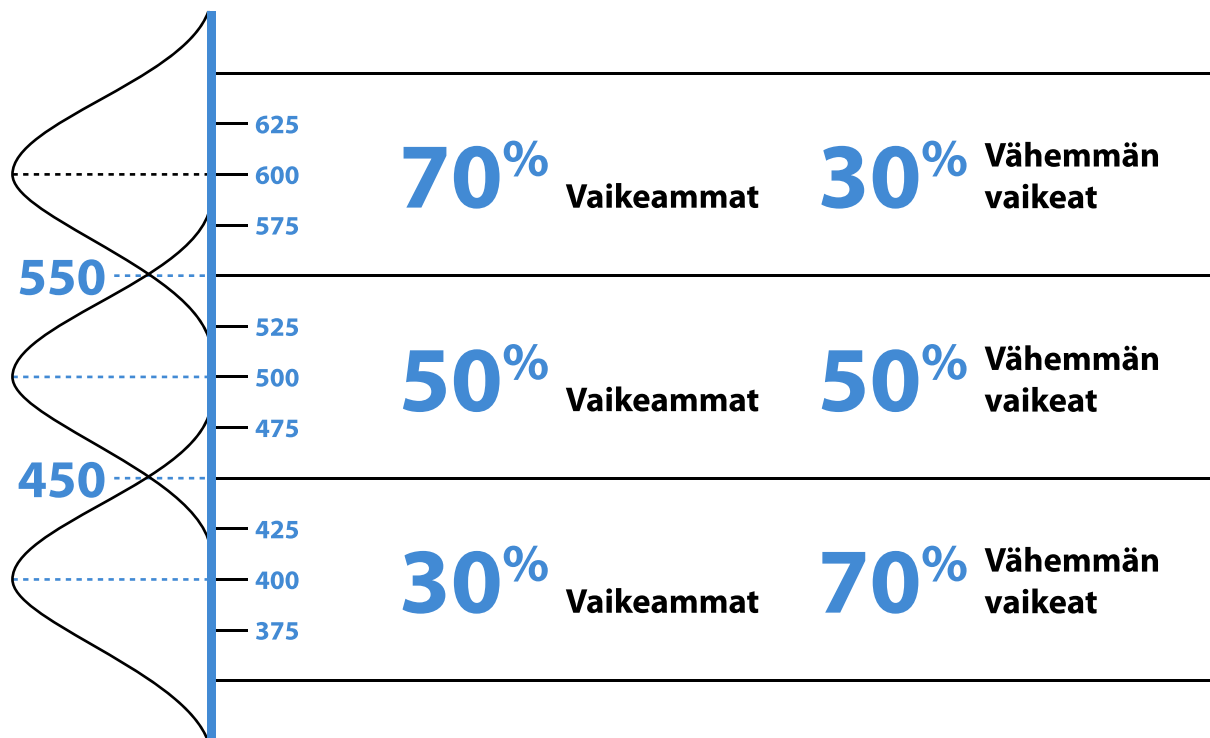 625
600
575
550
70% Vaikeammat
30% Vähemmän
vaikeat
525
500
475
450
50% Vaikeammat
50% Vähemmän
vaikeat
425
400
375
30% Vaikeammat
70% Vähemmän
vaikeat